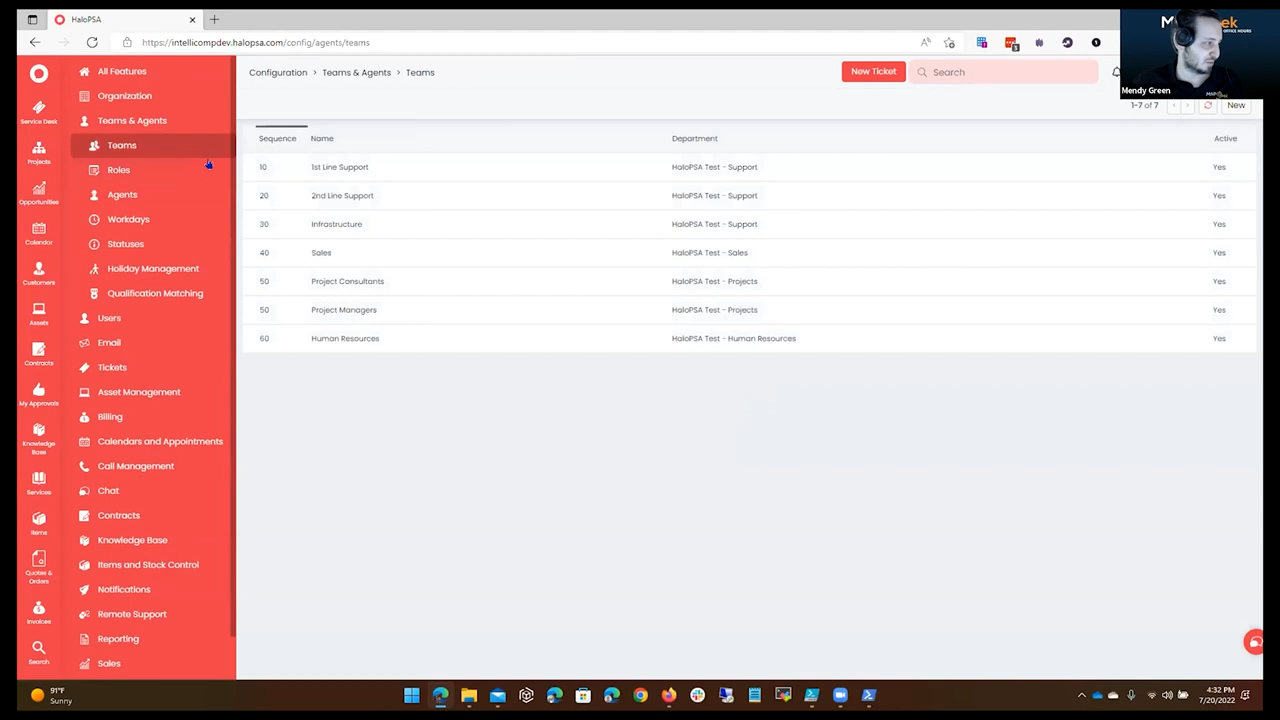 HaloPSA
https://intellicompdev.halopsa.com/config/agents/teams
Mendy Green
OFFICE HOURS
Service Desk
Projects
Opportunities
Calendar
Customers
Assets
Contracts
My Approvals
Knowledge Base
Services
Items
Quotes & Orders
Invoices
Search
All Features
Organization
Teams & Agents
Teams
Roles
Agents
Workdays
Statuses
Holiday Management
Qualification Matching
Users
Email
Tickets
Asset Management
Billing
Calendars and Appointments
Call Management
Chat
Contracts
Knowledge Base
Items and Stock Control
Notifications
Remote Support
Reporting
Sales
Configuration > Teams & Agents > Teams
New Ticket
Search
1-7 of 7
New
Sequence Name Department Active
10 1st Line Support HaloPSA Test - Support Yes
20 2nd Line Support HaloPSA Test - Support Yes
30 Infrastructure HaloPSA Test - Support Yes
40 Sales HaloPSA Test - Sales Yes
50 Project Consultants HaloPSA Test - Projects Yes
50 Project Managers HaloPSA Test - Projects Yes
60 Human Resources HaloPSA Test - Human Resources Yes
91°F
Sunny
4:32 PM
7/20/2022